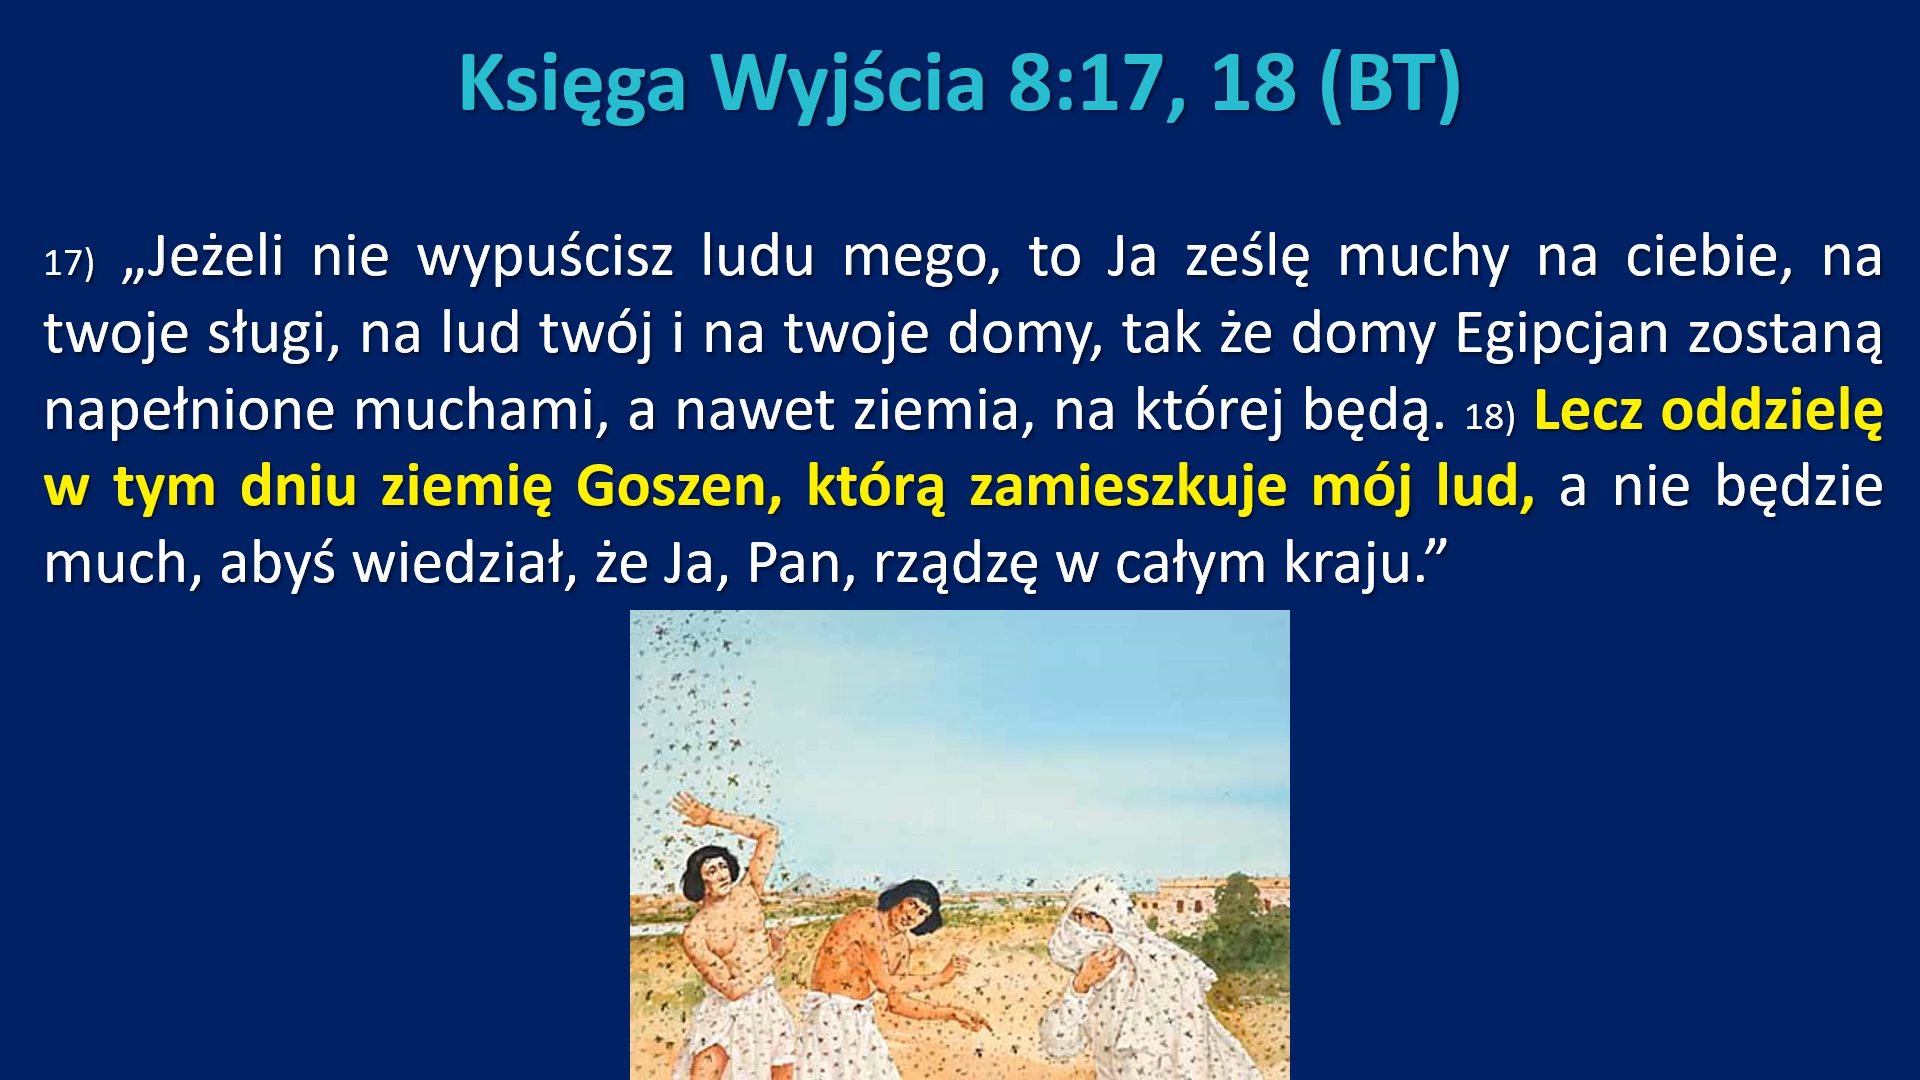 Księga Wyjścia 8:17, 18 (BT)
17) „Jeżeli nie wypuścisz ludu mego, to Ja ześlę muchy na ciebie, na
twoje sługi, na lud twój i na twoje domy, tak że domy Egipcjan zostaną
napełnione muchami, a nawet ziemia, na której będą. 18) Lecz oddzielę
w tym dniu ziemię Goszen, którą zamieszkuje mój lud, a nie będzie
much, abyś wiedział, że Ja, Pan, rządzę w całym kraju.”